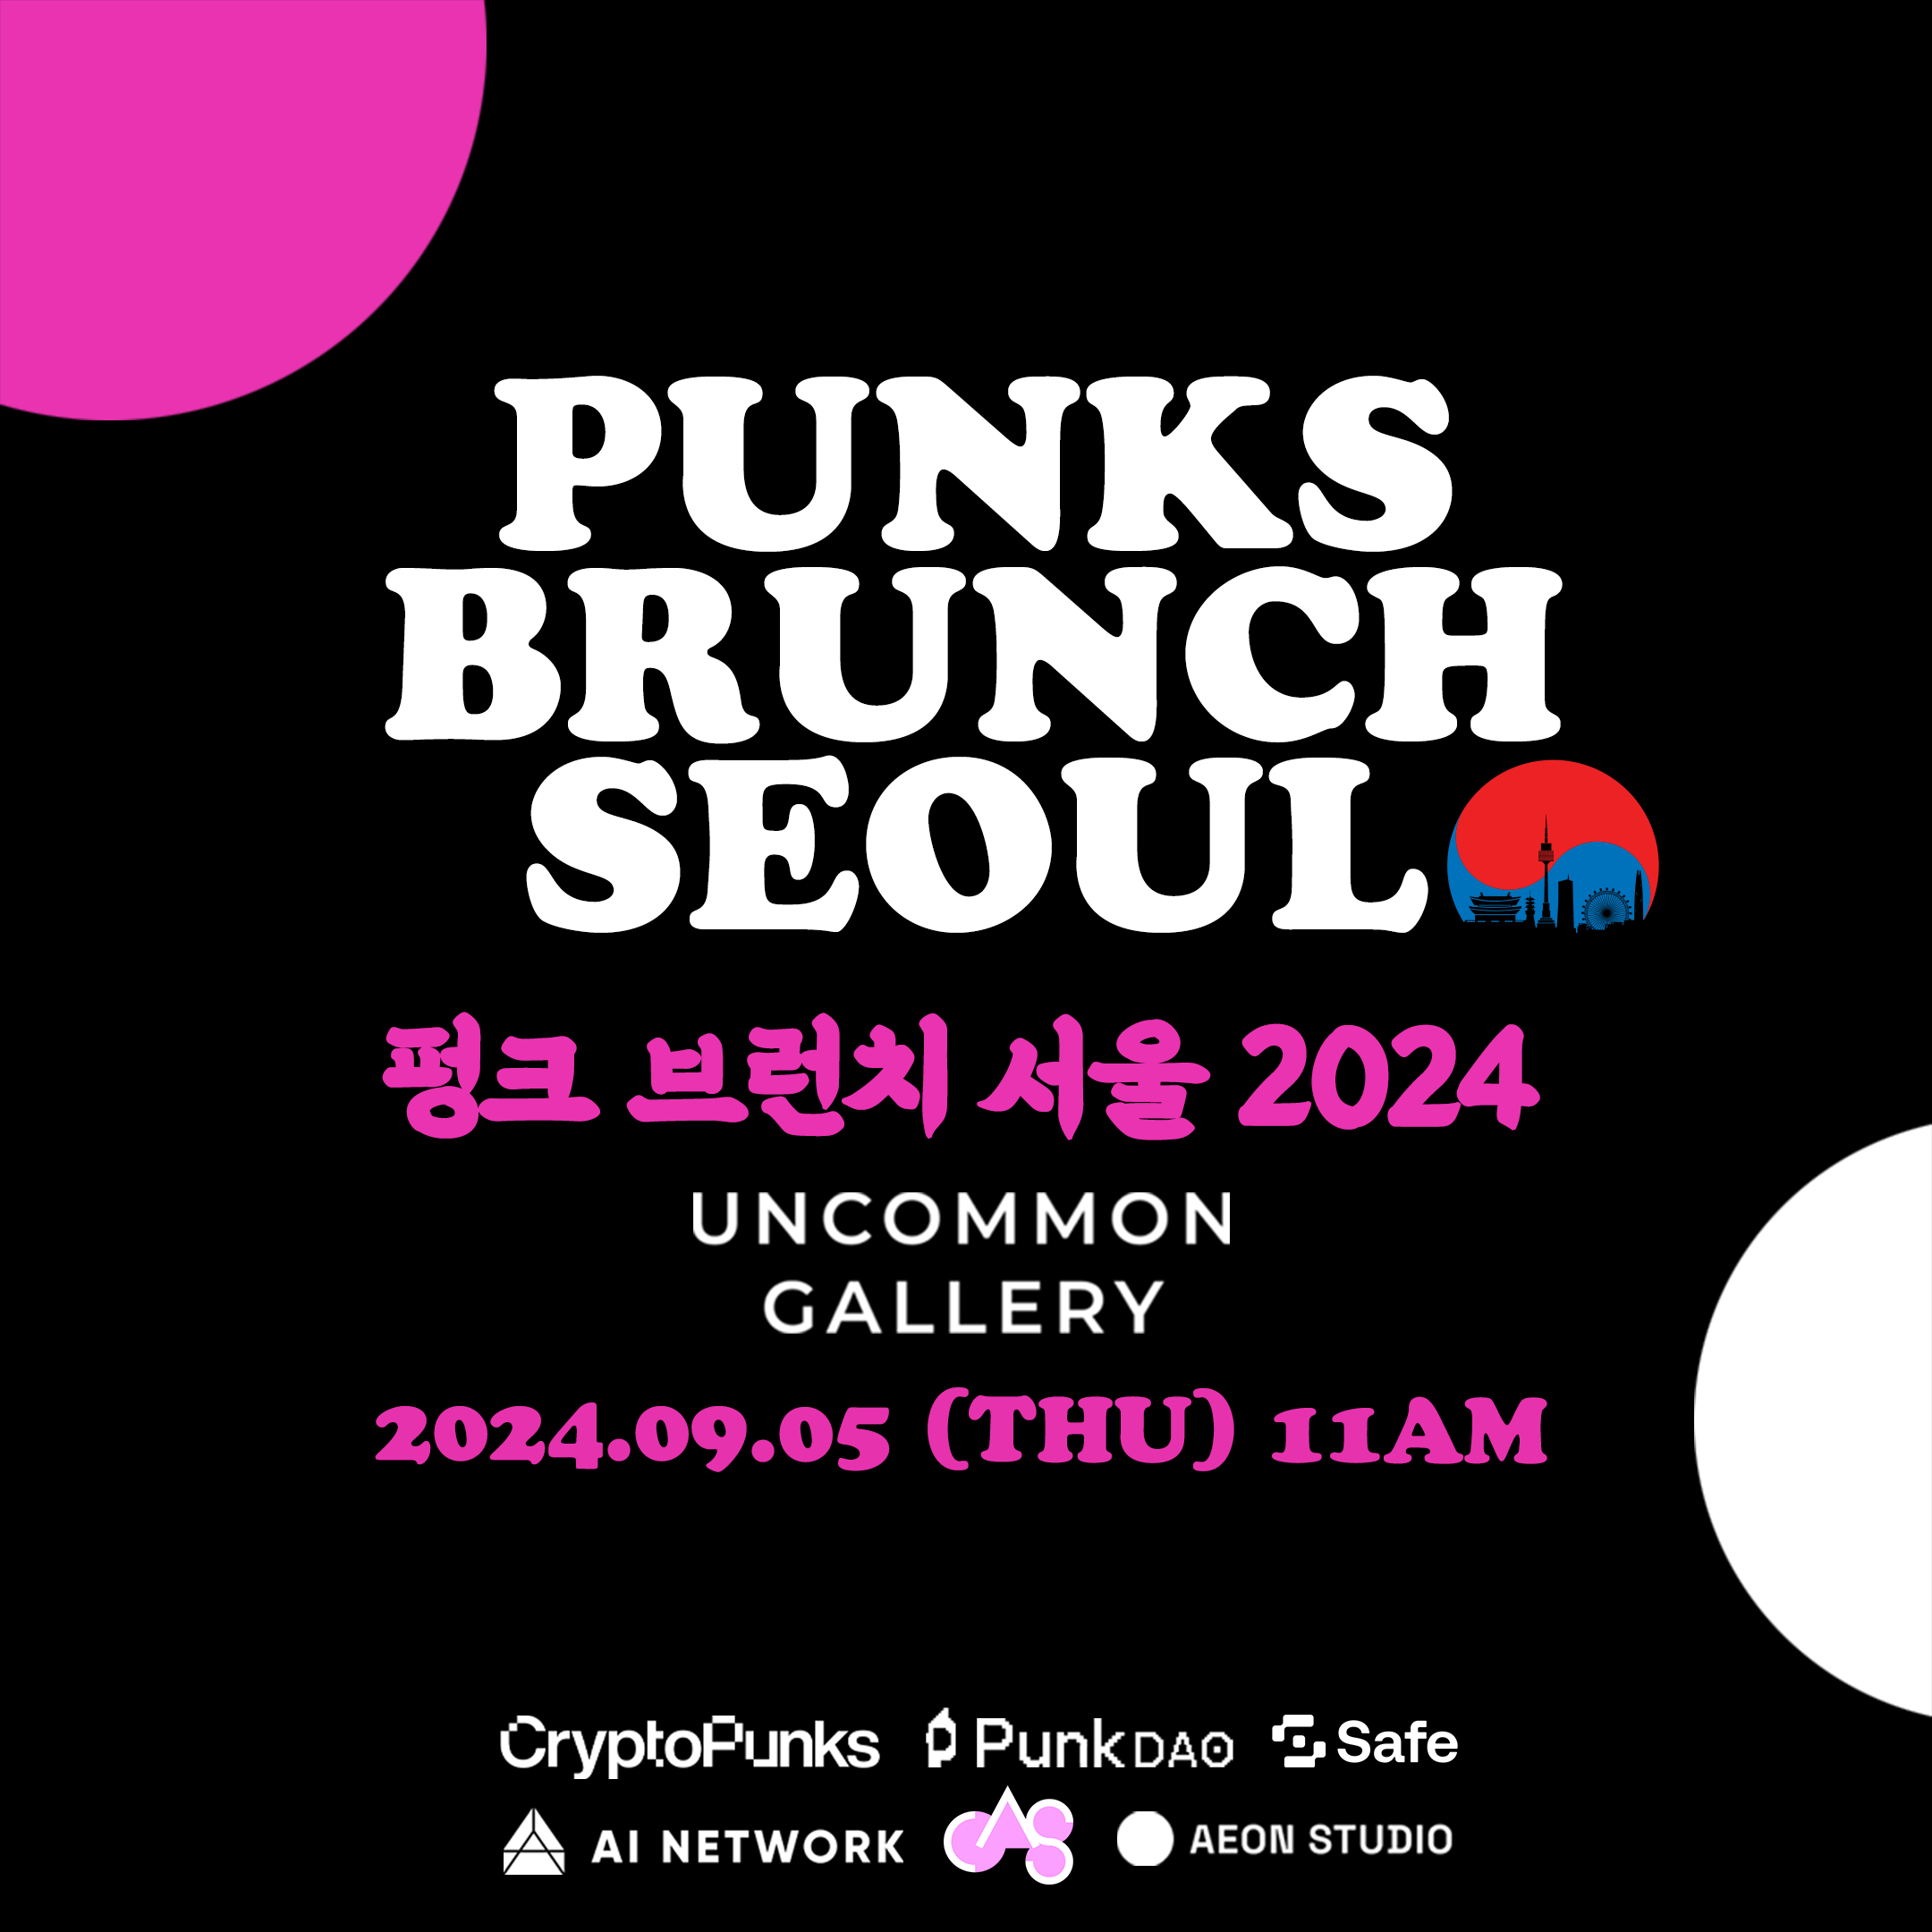 PUNKS
BRUNCH
SEOUL
펑크 브런치 서울 2024
UNCOMMON
GALLERY
2024.09.05 (THU) 11AM
CryptoPunks PunkDAO Safe
AI NETWORK CAS AEON STUDIO